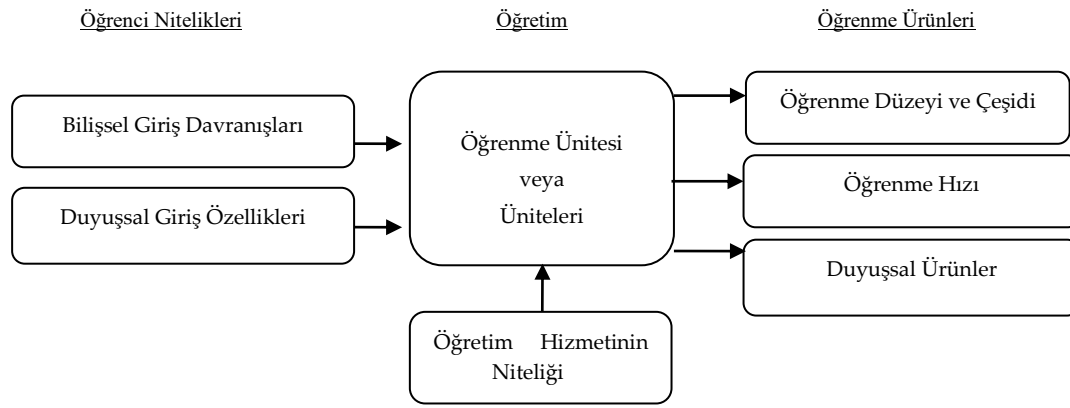 Öğrenci Nitelikleri
Öğretim
Öğrenme Ürünleri
Bilişsel Giriş Davranışları
Duyuşsal Giriş Özellikleri
Öğrenme Ünitesi
veya
Üniteleri
Öğretim Hizmetinin
Niteliği
Öğrenme Düzeyi ve Çeşidi
Öğrenme Hızı
Duyuşsal Ürünler